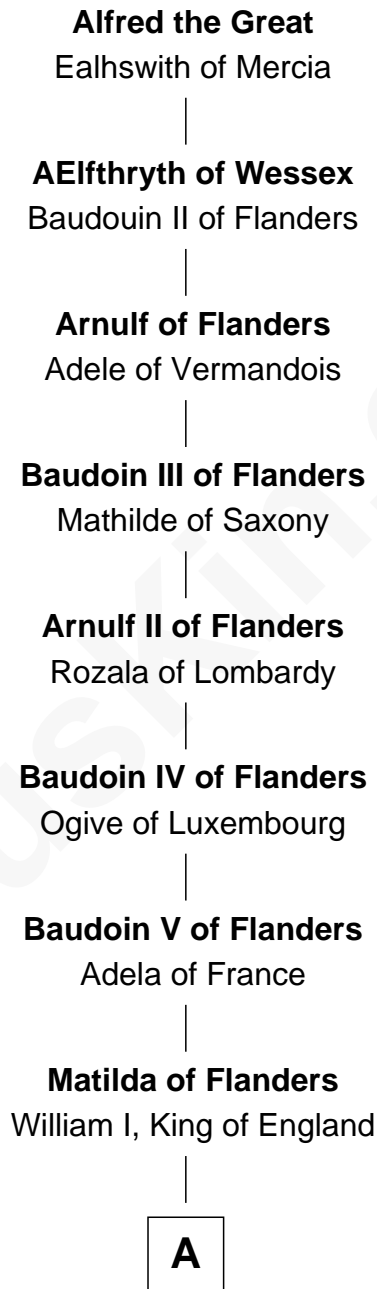 Alfred the Great
Ealhswith of Mercia
AElfthryth of Wessex
Baudouin II of Flanders
Arnulf of Flanders
Adele of Vermandois
Baudoin III of Flanders
Mathilde of Saxony
Arnulf II of Flanders
Rozala of Lombardy
Baudoin IV of Flanders
Ogive of Luxembourg
Baudoin V of Flanders
Adela of France
Matilda of Flanders
William I, King of England
A